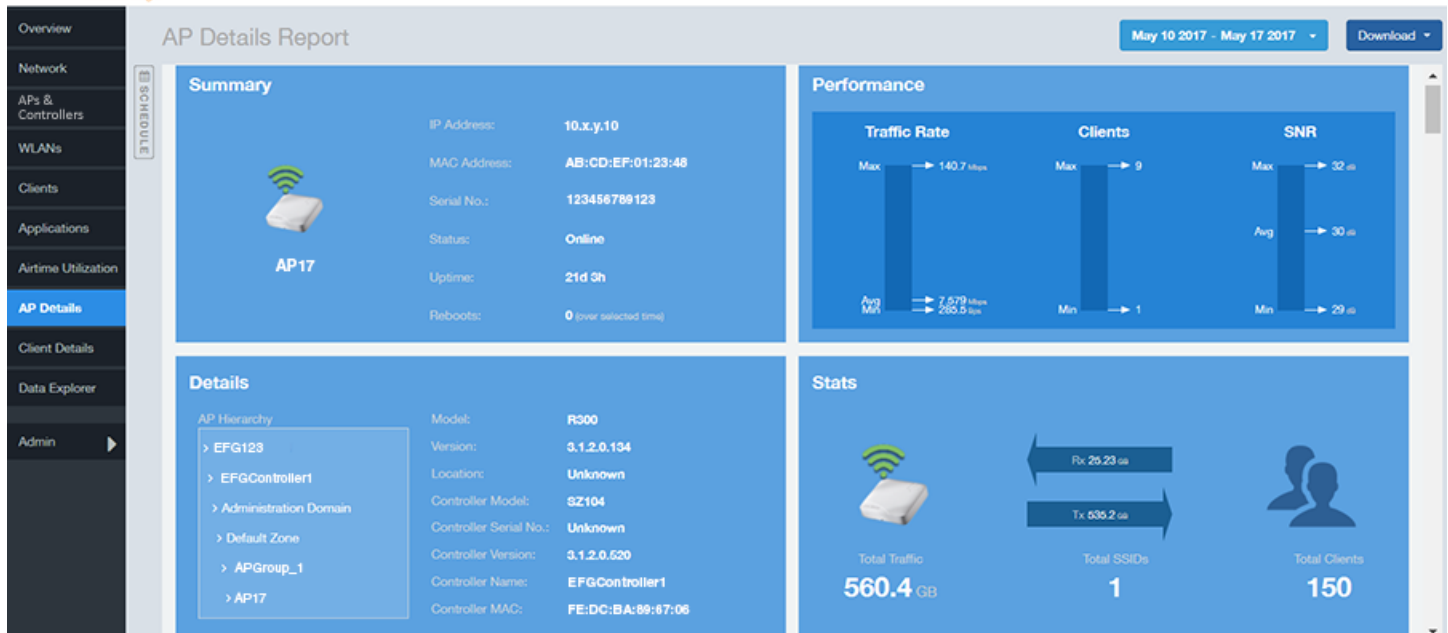 Overview
Network
APs &
Controllers
WLANs
Clients
Applications
Airtime Utilization
AP Details
Client Details
Data Explorer
Admin
AP Details Report
May 10 2017 - May 17 2017
Download
SCHEDULE
Summary
AP17
IP Address: 10.x.y.10
MAC Address: AB:CD:EF:01:23:48
Serial No.: 123456789123
Status: Online
Uptime: 21d 3h
Reboots: 0 (over selected time)
Performance
Traffic Rate
Max 140.7 Mbps
Avg 7.579 Mbps
Min 285.5 Bps
Clients
Max 9
Min 1
SNR
Max 32 dB
Avg 30 dB
Min 29 dB
Details
AP Hierarchy
> EFG123
> EFGController1
> Administration Domain
> Default Zone
> APGroup_1
> AP17
Model: R300
Version: 3.1.2.0.134
Location: Unknown
Controller Model: SZ104
Controller Serial No.: Unknown
Controller Version: 3.1.2.0.520
Controller Name: EFGController1
Controller MAC: FE:DC:BA:89:67:06
Stats
Rx 25.23 GB
Tx 535.2 GB
Total Traffic
560.4 GB
Total SSIDs
1
Total Clients
150